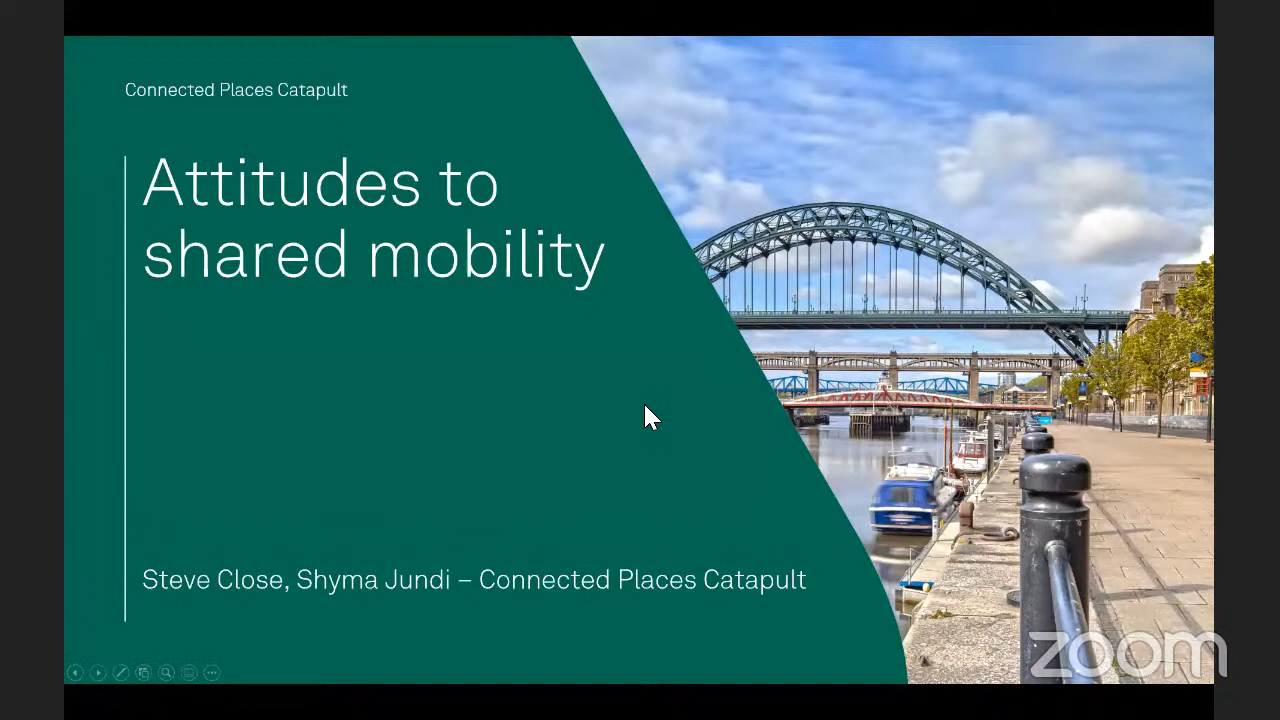 Connected Places Catapult
Attitudes to
shared mobility
Steve Close, Shyma Jundi – Connected Places Catapult
zoom